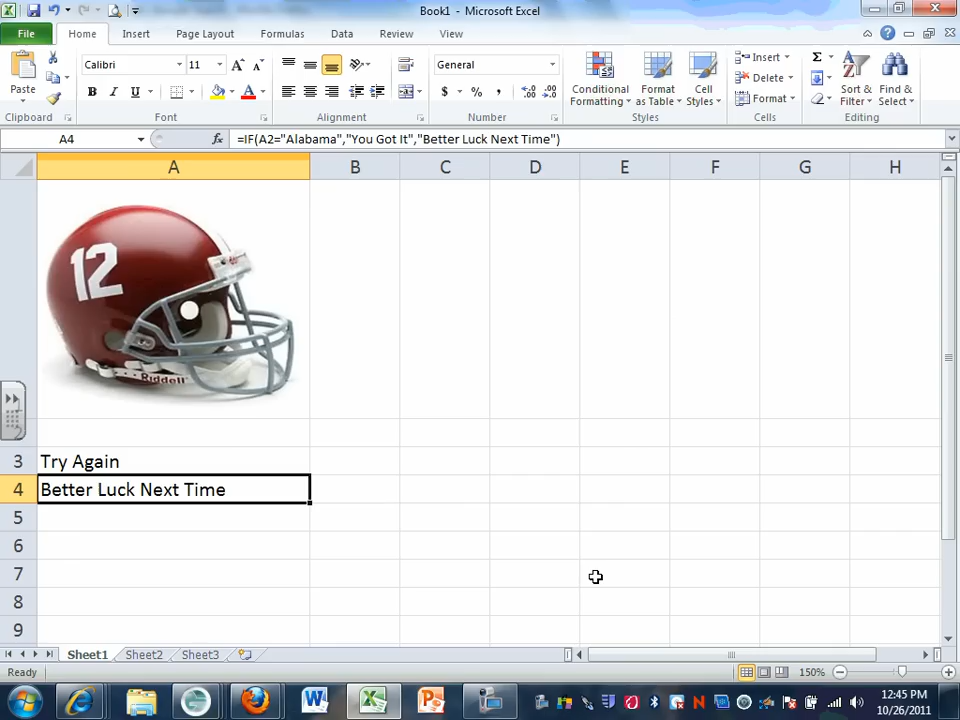 Book1 - Microsoft Excel
File Home Insert Page Layout Formulas Data Review View
Calibri 11 General
Paste B I U A $ % , Conditional Formatting Format as Table Cell Styles Insert Delete Format Σ Sort & Filter Find & Select
Clipboard Font Alignment Number Styles Cells Editing
A4 fx =IF(A2="Alabama","You Got It","Better Luck Next Time")
A B C D E F G H
12
Riddell
3 Try Again
4 Better Luck Next Time
5
6
7
8
9
Sheet1 Sheet2 Sheet3
Ready 150%
12:45 PM
10/26/2011